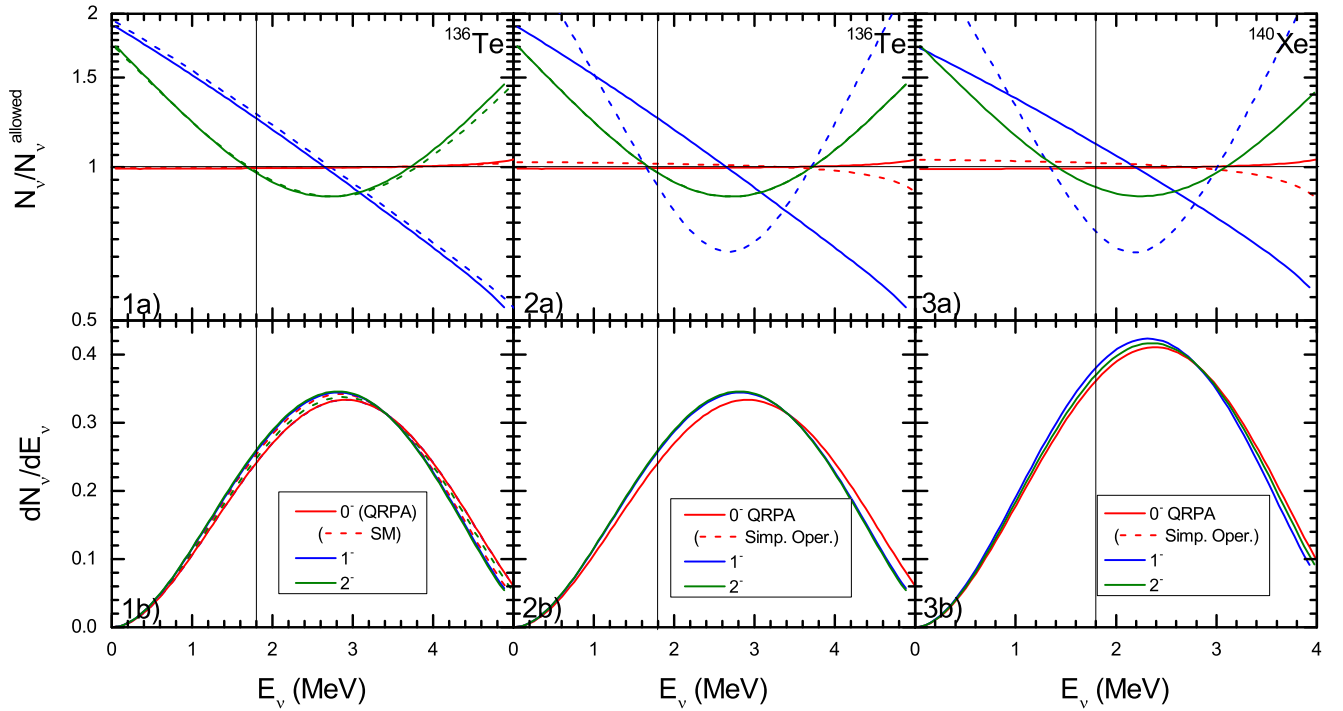 2
1.5
1
0.5
N_ν/N_ν^allowed
^136Te
^136Te
^140Xe
1a)
2a)
3a)
0.4
0.3
0.2
0.1
0.0
dN_ν/dE_ν
0^- (QRPA)
( SM)
1^-
2^-
0^- QRPA
( Simp. Oper.)
1^-
2^-
0^- QRPA
( Simp. Oper.)
1^-
2^-
1b)
2b)
3b)
0 1 2 3 4 0 1 2 3 4 5 0 1 2 3 4
E_ν (MeV)
E_ν (MeV)
E_ν (MeV)